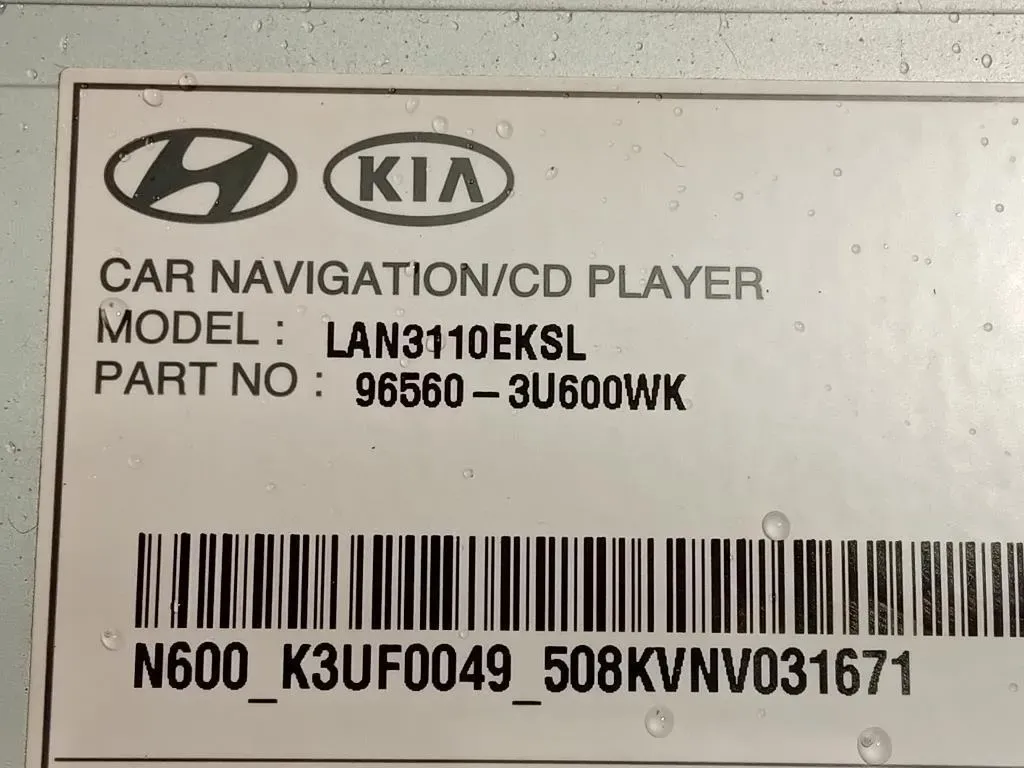 KIA
CAR NAVIGATION/CD PLAYER
MODEL : LAN3110EKSL
PART NO : 96560-3U600WK
N600_K3UF0049_508KVNV031671